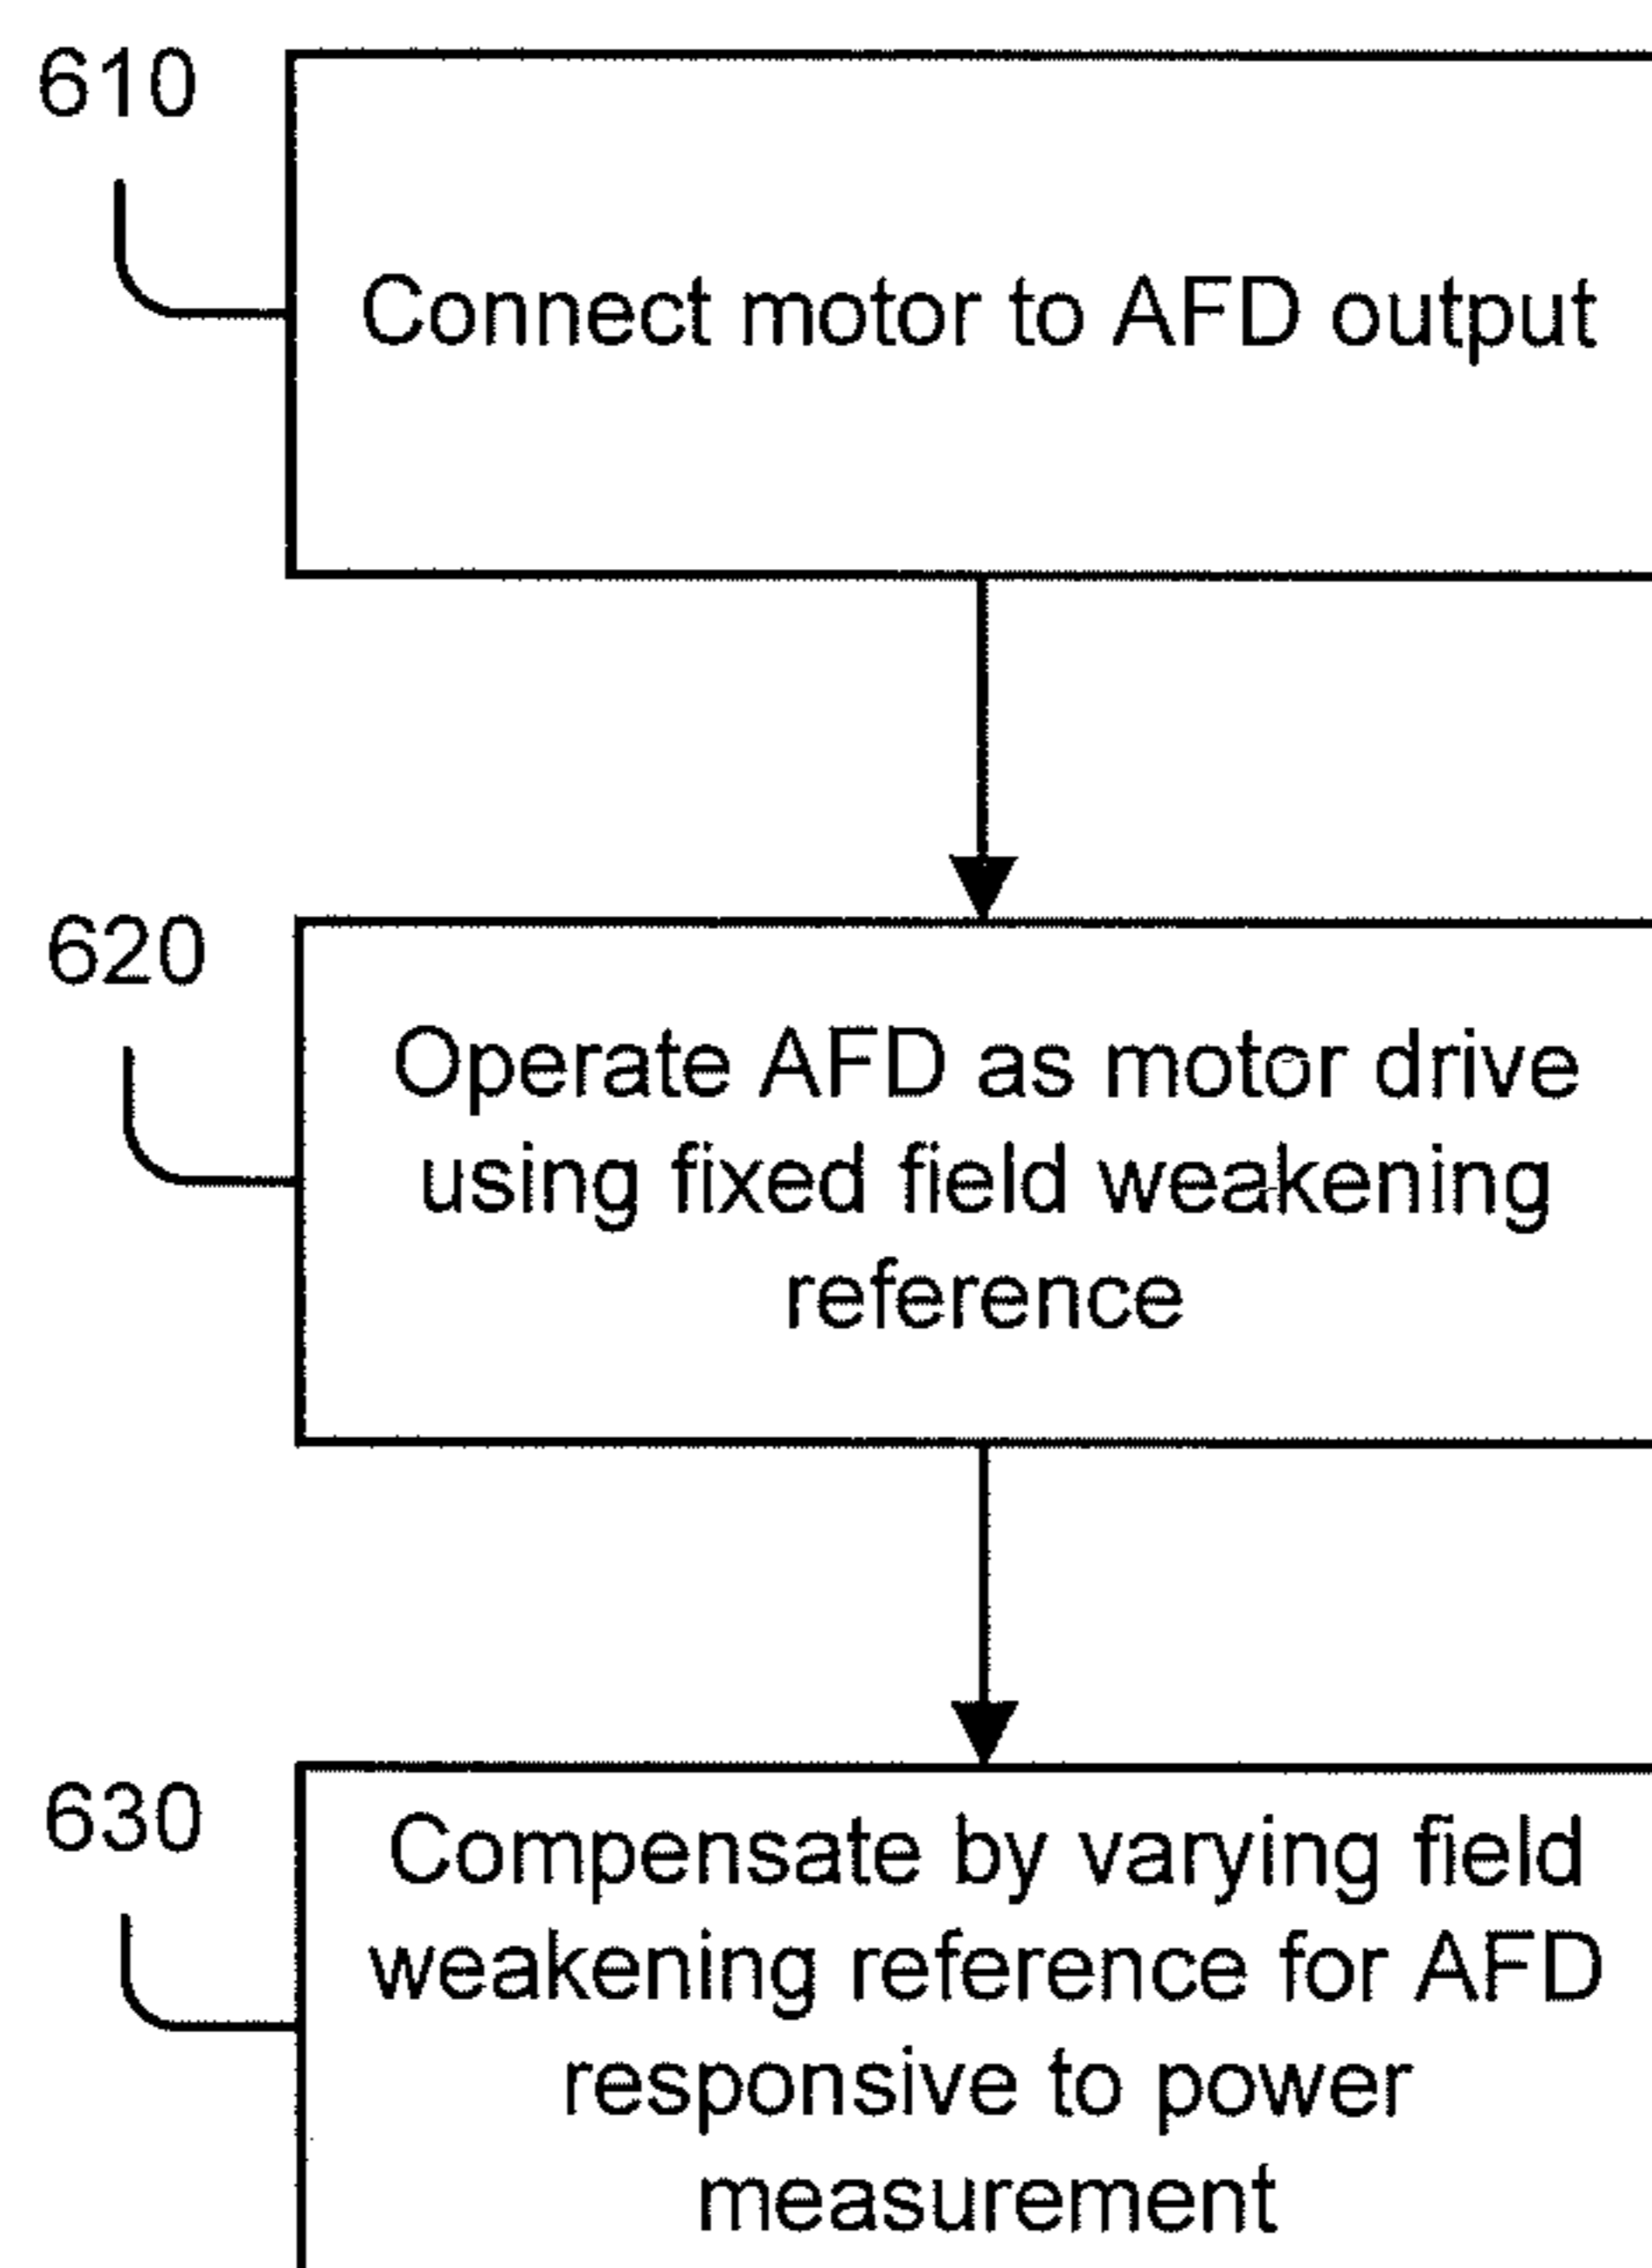 610
Connect motor to AFD output
620
Operate AFD as motor drive
using fixed field weakening
reference
630
Compensate by varying field
weakening reference for AFD
responsive to power
measurement